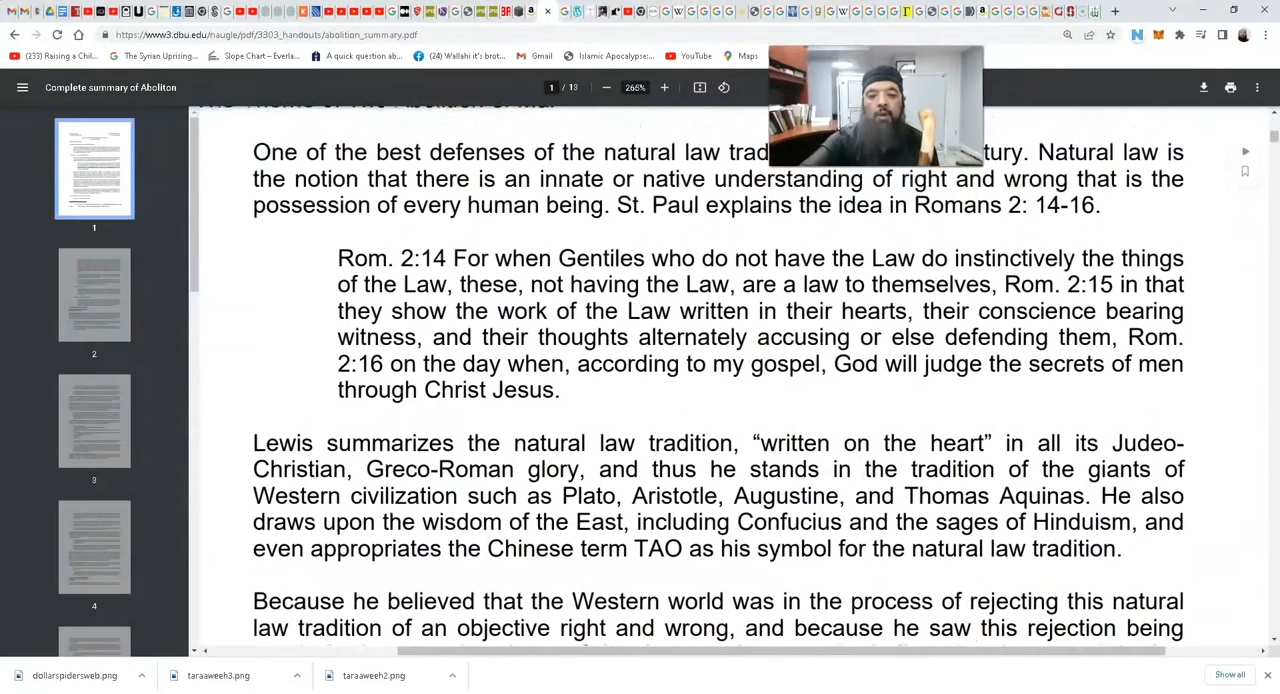 https://www3.dbu.edu/naugle/pdf/3303_handouts/abolition_summary.pdf
(233) Raising a Chil...
The Syrian Uprising...
Slope Chart - Everla...
A quick question ab...
(24) Wallahi it's brot...
Gmail
Islamic Apocalypse:...
YouTube
Maps
Complete summary of Aboliton
1 / 13
265%
One of the best defenses of the natural law trad
tury. Natural law is
the notion that there is an innate or native understanding of right and wrong that is the
possession of every human being. St. Paul explains the idea in Romans 2: 14-16.
Rom. 2:14 For when Gentiles who do not have the Law do instinctively the things
of the Law, these, not having the Law, are a law to themselves, Rom. 2:15 in that
they show the work of the Law written in their hearts, their conscience bearing
witness, and their thoughts alternately accusing or else defending them, Rom.
2:16 on the day when, according to my gospel, God will judge the secrets of men
through Christ Jesus.
Lewis summarizes the natural law tradition, “written on the heart” in all its Judeo-
Christian, Greco-Roman glory, and thus he stands in the tradition of the giants of
Western civilization such as Plato, Aristotle, Augustine, and Thomas Aquinas. He also
draws upon the wisdom of the East, including Confucius and the sages of Hinduism, and
even appropriates the Chinese term TAO as his symbol for the natural law tradition.
Because he believed that the Western world was in the process of rejecting this natural
law tradition of an objective right and wrong, and because he saw this rejection being
1
2
3
4
dollarspidersweb.png
taraaweeh3.png
taraaweeh2.png
Show all